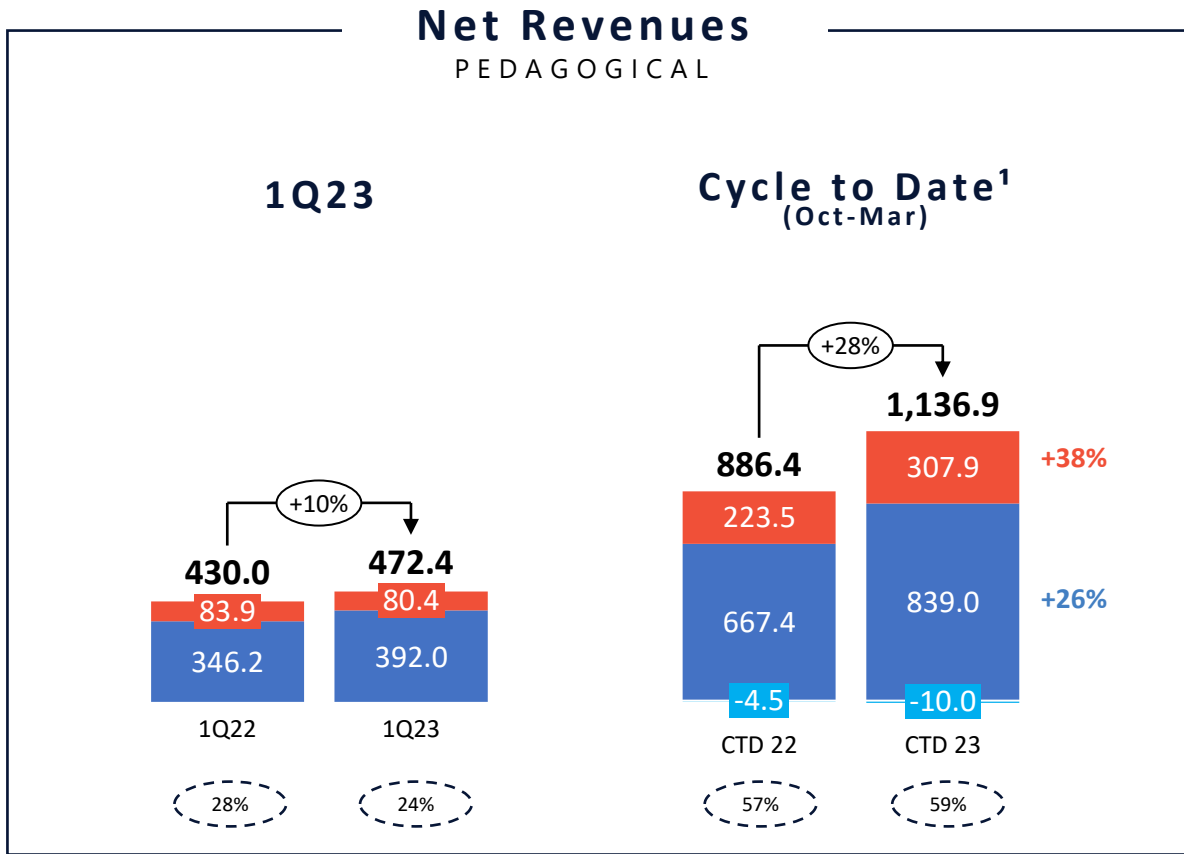 Net Revenues
PEDAGOGICAL
1Q23
430.0
+10%
472.4
83.9
80.4
346.2
392.0
1Q22
1Q23
28%
24%
Cycle to Date¹
(Oct-Mar)
+28%
886.4
1,136.9
223.5
307.9
+38%
667.4
839.0
+26%
-4.5
-10.0
CTD 22
CTD 23
57%
59%